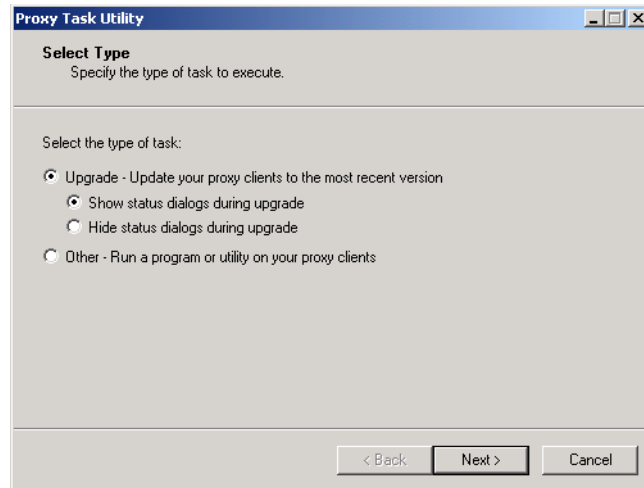 Proxy Task Utility
Select Type
Specify the type of task to execute.
Select the type of task:
Upgrade - Update your proxy clients to the most recent version
Show status dialogs during upgrade
Hide status dialogs during upgrade
Other - Run a program or utility on your proxy clients
< Back
Next >
Cancel